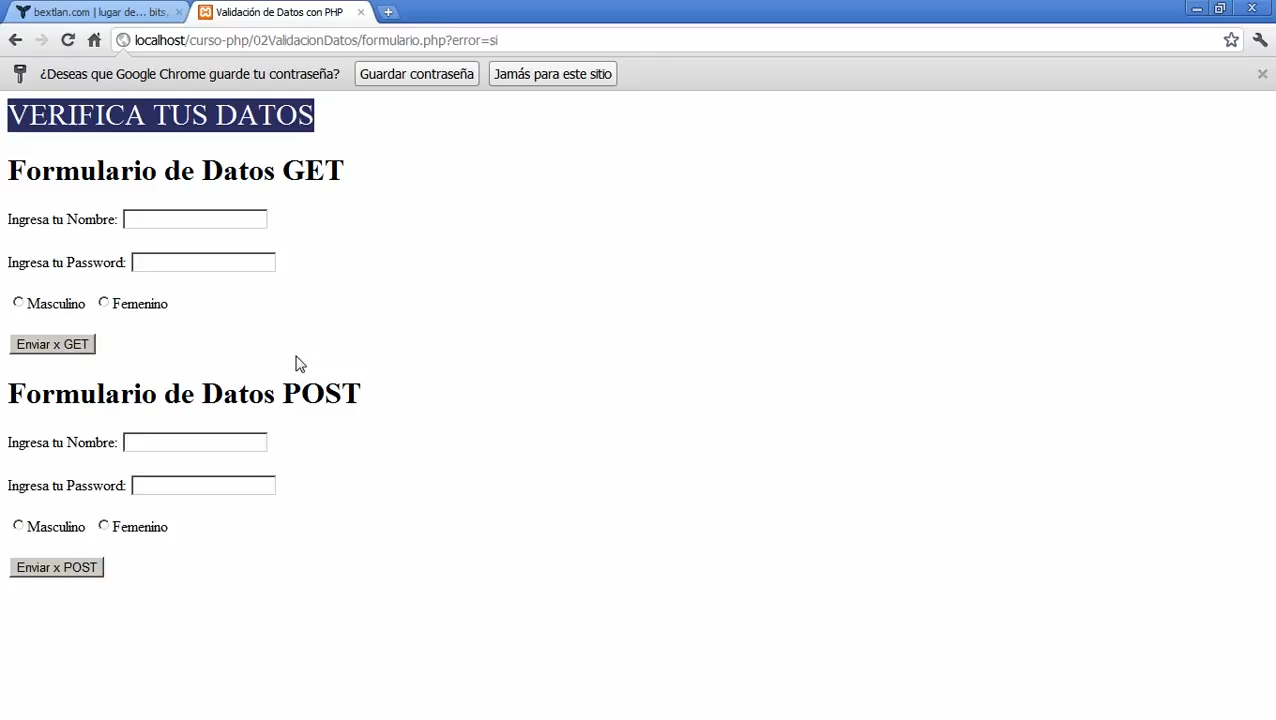 bextlan.com | lugar de... bits,
Validación de Datos con PHP
localhost/curso-php/02ValidacionDatos/formulario.php?error=si
¿Deseas que Google Chrome guarde tu contraseña? Guardar contraseña Jamás para este sitio
VERIFICA TUS DATOS
Formulario de Datos GET
Ingresa tu Nombre:
Ingresa tu Password:
Masculino Femenino
Enviar x GET
Formulario de Datos POST
Ingresa tu Nombre:
Ingresa tu Password:
Masculino Femenino
Enviar x POST